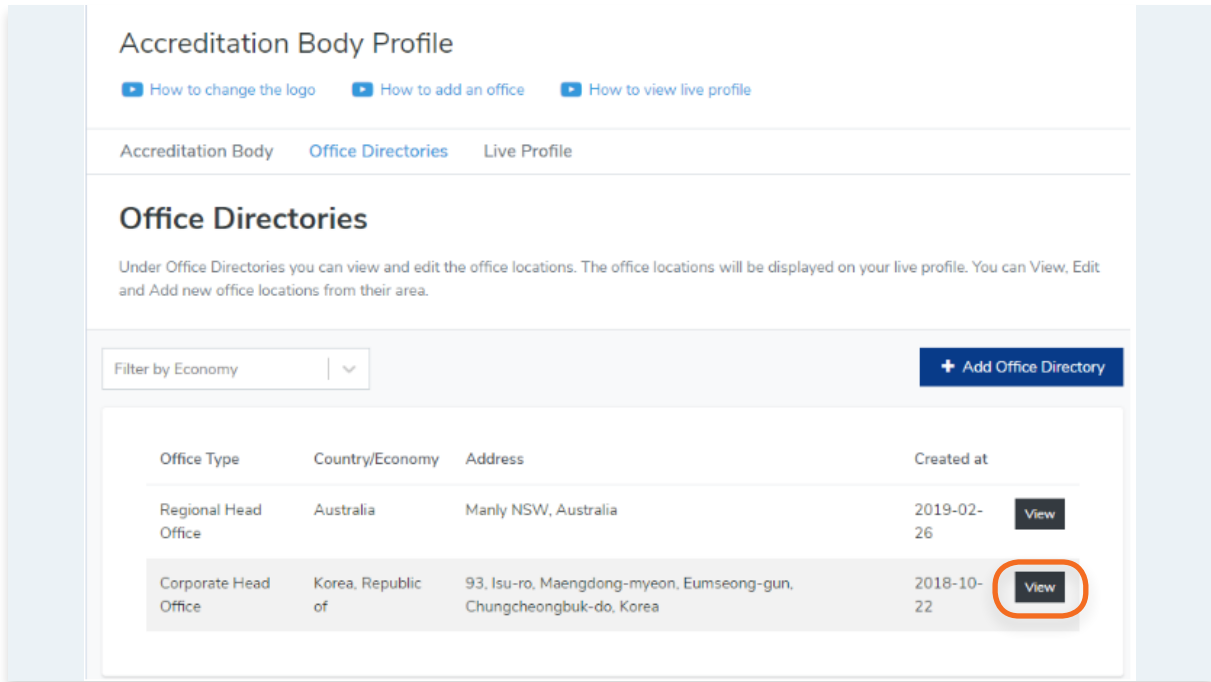 Accreditation Body Profile
How to change the logo How to add an office How to view live profile
Accreditation Body Office Directories Live Profile
Office Directories
Under Office Directories you can view and edit the office locations. The office locations will be displayed on your live profile. You can View, Edit
and Add new office locations from their area.
Filter by Economy
+ Add Office Directory
Office Type Country/Economy Address Created at
Regional Head Australia Manly NSW, Australia 2019-02- View
Office 26
Corporate Head Korea, Republic 93, Isu-ro, Maengdong-myeon, Eumseong-gun, 2018-10- View
Office of Chungcheongbuk-do, Korea 22